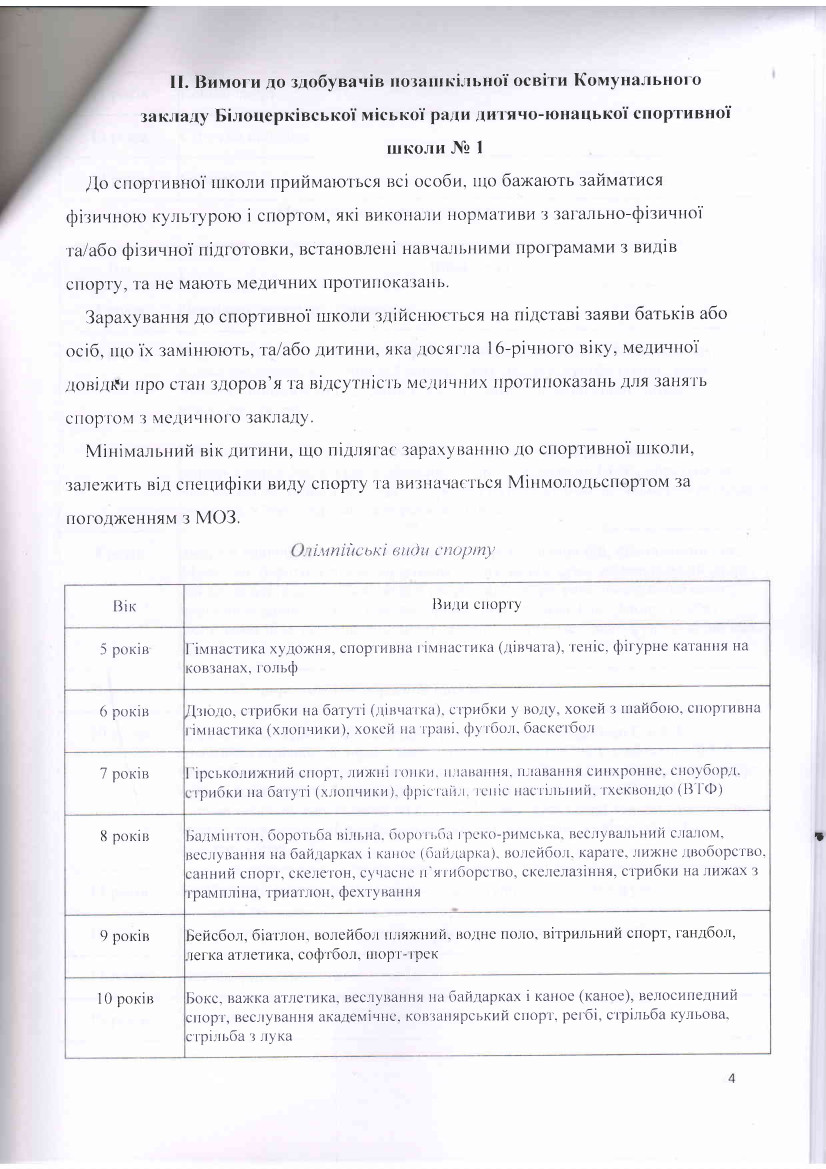 ІІ. Вимоги до здобувачів позашкільної освіти Комунального
закладу Білоцерківської міської ради дитячо-юнацької спортивної
школи № 1
До спортивної школи приймаються всі особи, що бажають займатися
фізичною культурою і спортом, які виконали нормативи з загально-фізичної
та/або фізичної підготовки, встановлені навчальними програмами з видів
спорту, та не мають медичних протипоказань.
Зарахування до спортивної школи здійснюється на підставі заяви батьків або
осіб, що їх замінюють, та/або дитини, яка досягла 16-річного віку, медичної
довідки про стан здоров’я та відсутність медичних протипоказань для занять
спортом з медичного закладу.
Мінімальний вік дитини, що підлягає зарахуванню до спортивної школи,
залежить від специфіки виду спорту та визначається Мінмолодьспортом за
погодженням з МОЗ.
Олімпійські види спорту
Вік
Види спорту
5 років
Гімнастика художня, спортивна гімнастика (дівчата), теніс, фігурне катання на
ковзанах, гольф
6 років
Дзюдо, стрибки на батуті (дівчатка), стрибки у воду, хокей з шайбою, спортивна
гімнастика (хлопчики), хокей на траві, футбол, баскетбол
7 років
Гірськолижний спорт, лижні гонки, плавання, плавання синхронне, сноуборд,
стрибки на батуті (хлопчики), фрістайл, теніс настільний, тхеквондо (ВТФ)
8 років
Бадмінтон, боротьба вільна, боротьба греко-римська, веслувальний слалом,
веслування на байдарках і каное (байдарка), волейбол, карате, лижне двоборство,
санний спорт, скелетон, сучасне п`ятиборство, скелелазіння, стрибки на лижах з
трампліна, триатлон, фехтування
9 років
Бейсбол, біатлон, волейбол пляжний, водне поло, вітрильний спорт, гандбол,
легка атлетика, софтбол, шорт-трек
10 років
Бокс, важка атлетика, веслування на байдарках і каное (каное), велосипедний
спорт, веслування академічне, ковзанярський спорт, регбі, стрільба кульова,
стрільба з лука
4